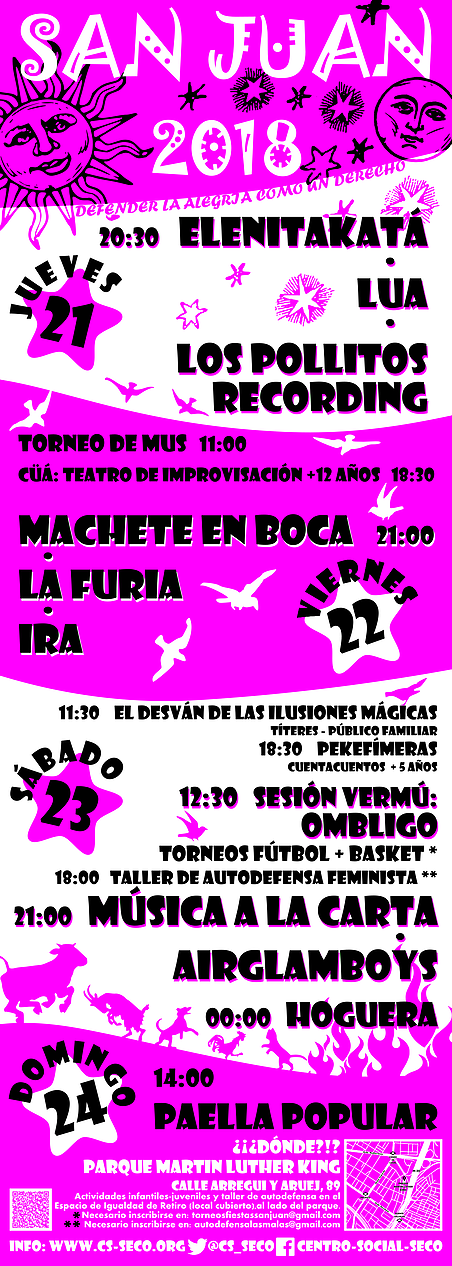 SAN JUAN
2018
DEFENDER LA ALEGRIA COMO UN DERECHO
JUEVES
21
20:30 ELENITAKATÁ
LUA
LOS POLLITOS
RECORDING
TORNEO DE MUS 11:00
CÜÁ: TEATRO DE IMPROVISACIÓN +12 AÑOS 18:30
MACHETE EN BOCA 21:00
LA FURIA
IRA
VIERNES
22
SÁBADO
23
11:30 EL DESVÁN DE LAS ILUSIONES MÁGICAS
TÍTERES - PÚBLICO FAMILIAR
18:30 PEKEFÍMERAS
CUENTACUENTOS +5 AÑOS
12:30 SESIÓN VERMÚ:
OMBLIGO
TORNEOS FÚTBOL + BASKET *
18:00 TALLER DE AUTODEFENSA FEMINISTA **
21:00 MÚSICA A LA CARTA
AIRGLAMBOYS
00:00 HOGUERA
DOMINGO
24
14:00
PAELLA POPULAR
¿¡¿DÓNDE?!?
PARQUE MARTIN LUTHER KING
CALLE ARREGUI Y ARUEJ, 89
Actividades infantiles-juveniles y taller de autodefensa en el
Espacio de Igualdad de Retiro (local cubierto),al lado del parque.
* Necesario inscribirse en: torneosfiestassanjuan@gmail.com
** Necesario inscribirse en: autodefensalasmalas@gmail.com
INFO: WWW.CS-SECO.ORG @CS_SECO CENTRO-SOCIAL-SECO